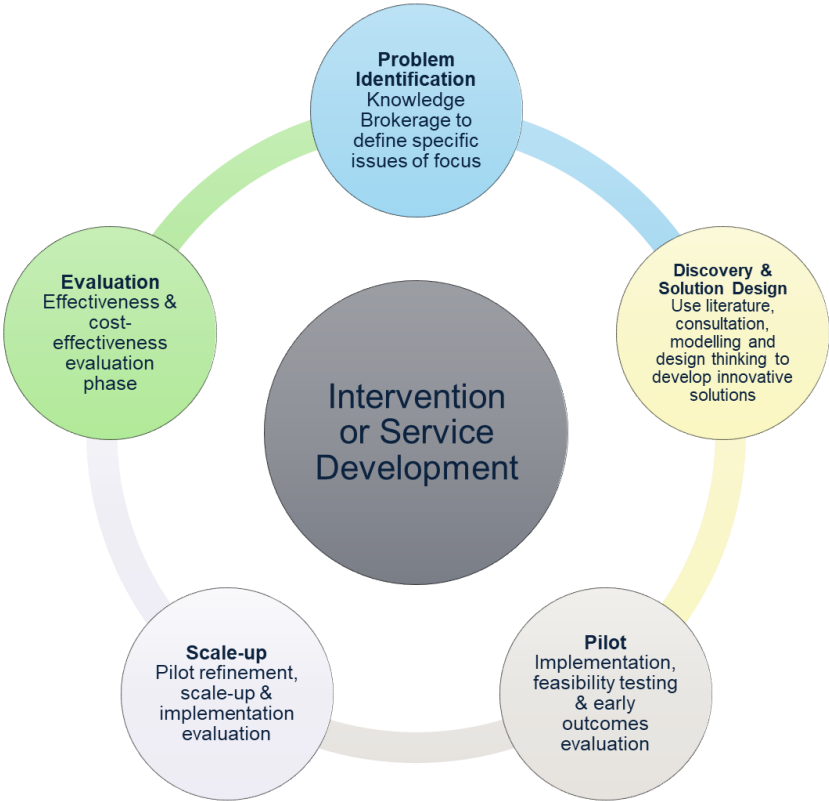 Problem
Identification
Knowledge
Brokerage to
define specific
issues of focus
Discovery &
Solution Design
Use literature,
consultation,
modelling and
design thinking to
develop innovative
solutions
Pilot
Implementation,
feasibility testing
& early
outcomes
evaluation
Scale-up
Pilot refinement,
scale-up &
implementation
evaluation
Evaluation
Effectiveness &
cost-
effectiveness
evaluation
phase
Intervention
or Service
Development